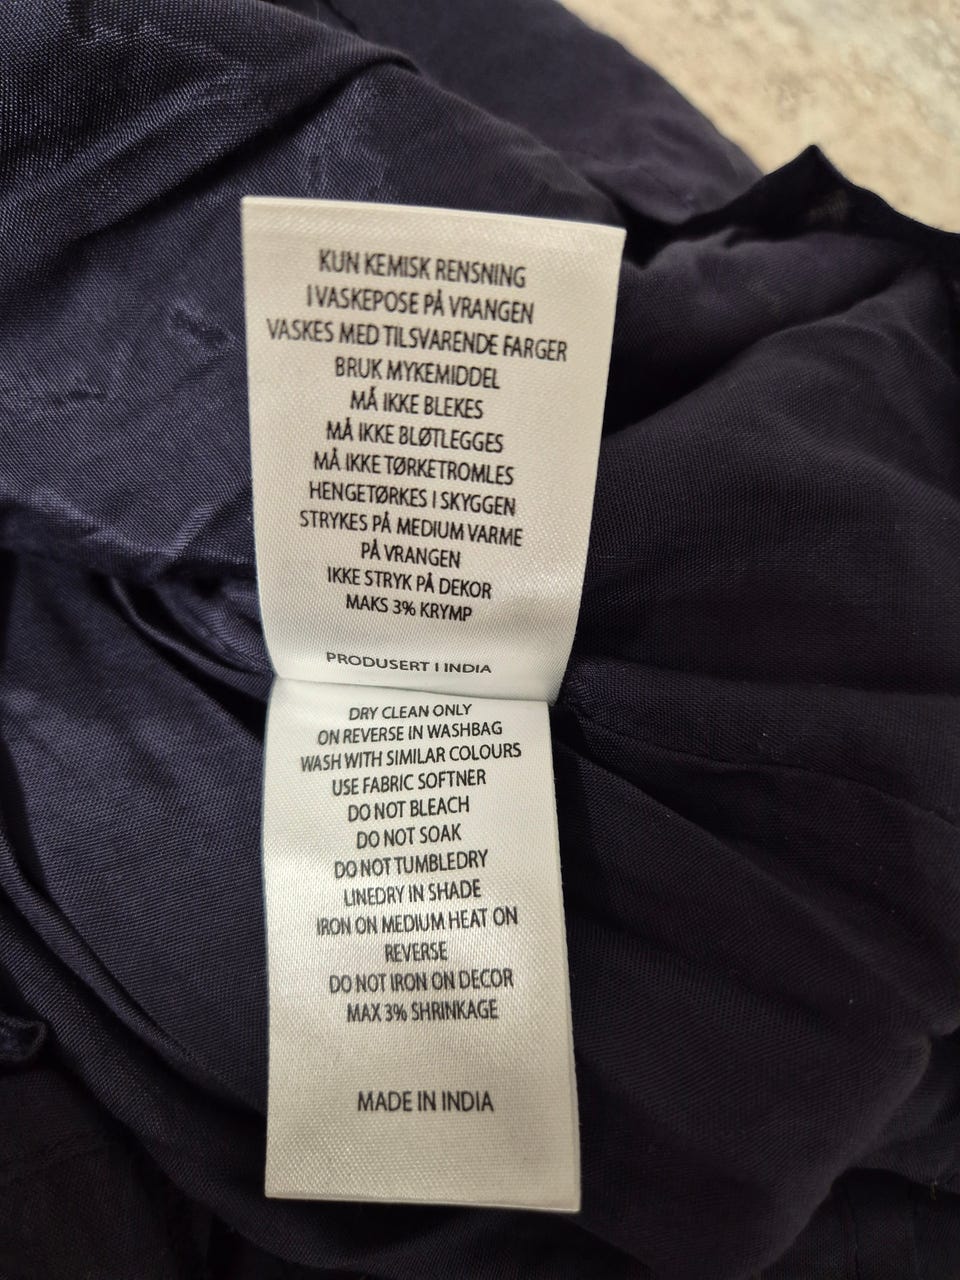 KUN KEMISK RENSNING
I VASKEPOSE PÅ VRANGEN
VASKES MED TILSVARENDE FARGER
BRUK MYKEMIDDEL
MÅ IKKE BLEKES
MÅ IKKE BLØTLEGGES
MÅ IKKE TØRKETROMLES
HENGETØRKES I SKYGGEN
STRYKES PÅ MEDIUM VARME
PÅ VRANGEN
IKKE STRYK PÅ DEKOR
MAKS 3% KRYMP
PRODUSERT I INDIA
DRY CLEAN ONLY
ON REVERSE IN WASHBAG
WASH WITH SIMILAR COLOURS
USE FABRIC SOFTNER
DO NOT BLEACH
DO NOT SOAK
DO NOT TUMBLEDRY
LINEDRY IN SHADE
IRON ON MEDIUM HEAT ON
REVERSE
DO NOT IRON ON DECOR
MAX 3% SHRINKAGE
MADE IN INDIA